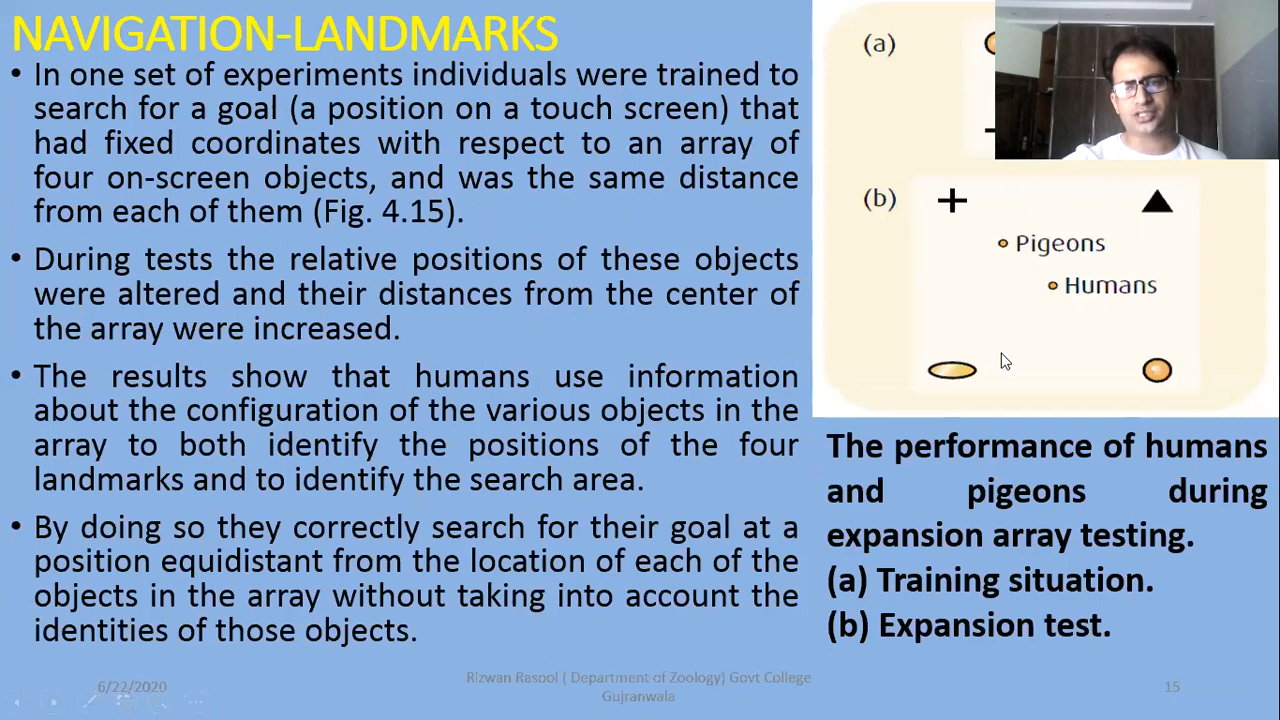 NAVIGATION-LANDMARKS
• In one set of experiments individuals were trained to
search for a goal (a position on a touch screen) that
had fixed coordinates with respect to an array of
four on-screen objects, and was the same distance
from each of them (Fig. 4.15).
• During tests the relative positions of these objects
were altered and their distances from the center of
the array were increased.
• The results show that humans use information
about the configuration of the various objects in the
array to both identify the positions of the four
landmarks and to identify the search area.
• By doing so they correctly search for their goal at a
position equidistant from the location of each of the
objects in the array without taking into account the
identities of those objects.
(a)
(b)
Pigeons
Humans
The performance of humans
and pigeons during
expansion array testing.
(a) Training situation.
(b) Expansion test.
6/22/2020
Rizwan Rasool ( Department of Zoology) Govt College
Gujranwala
15